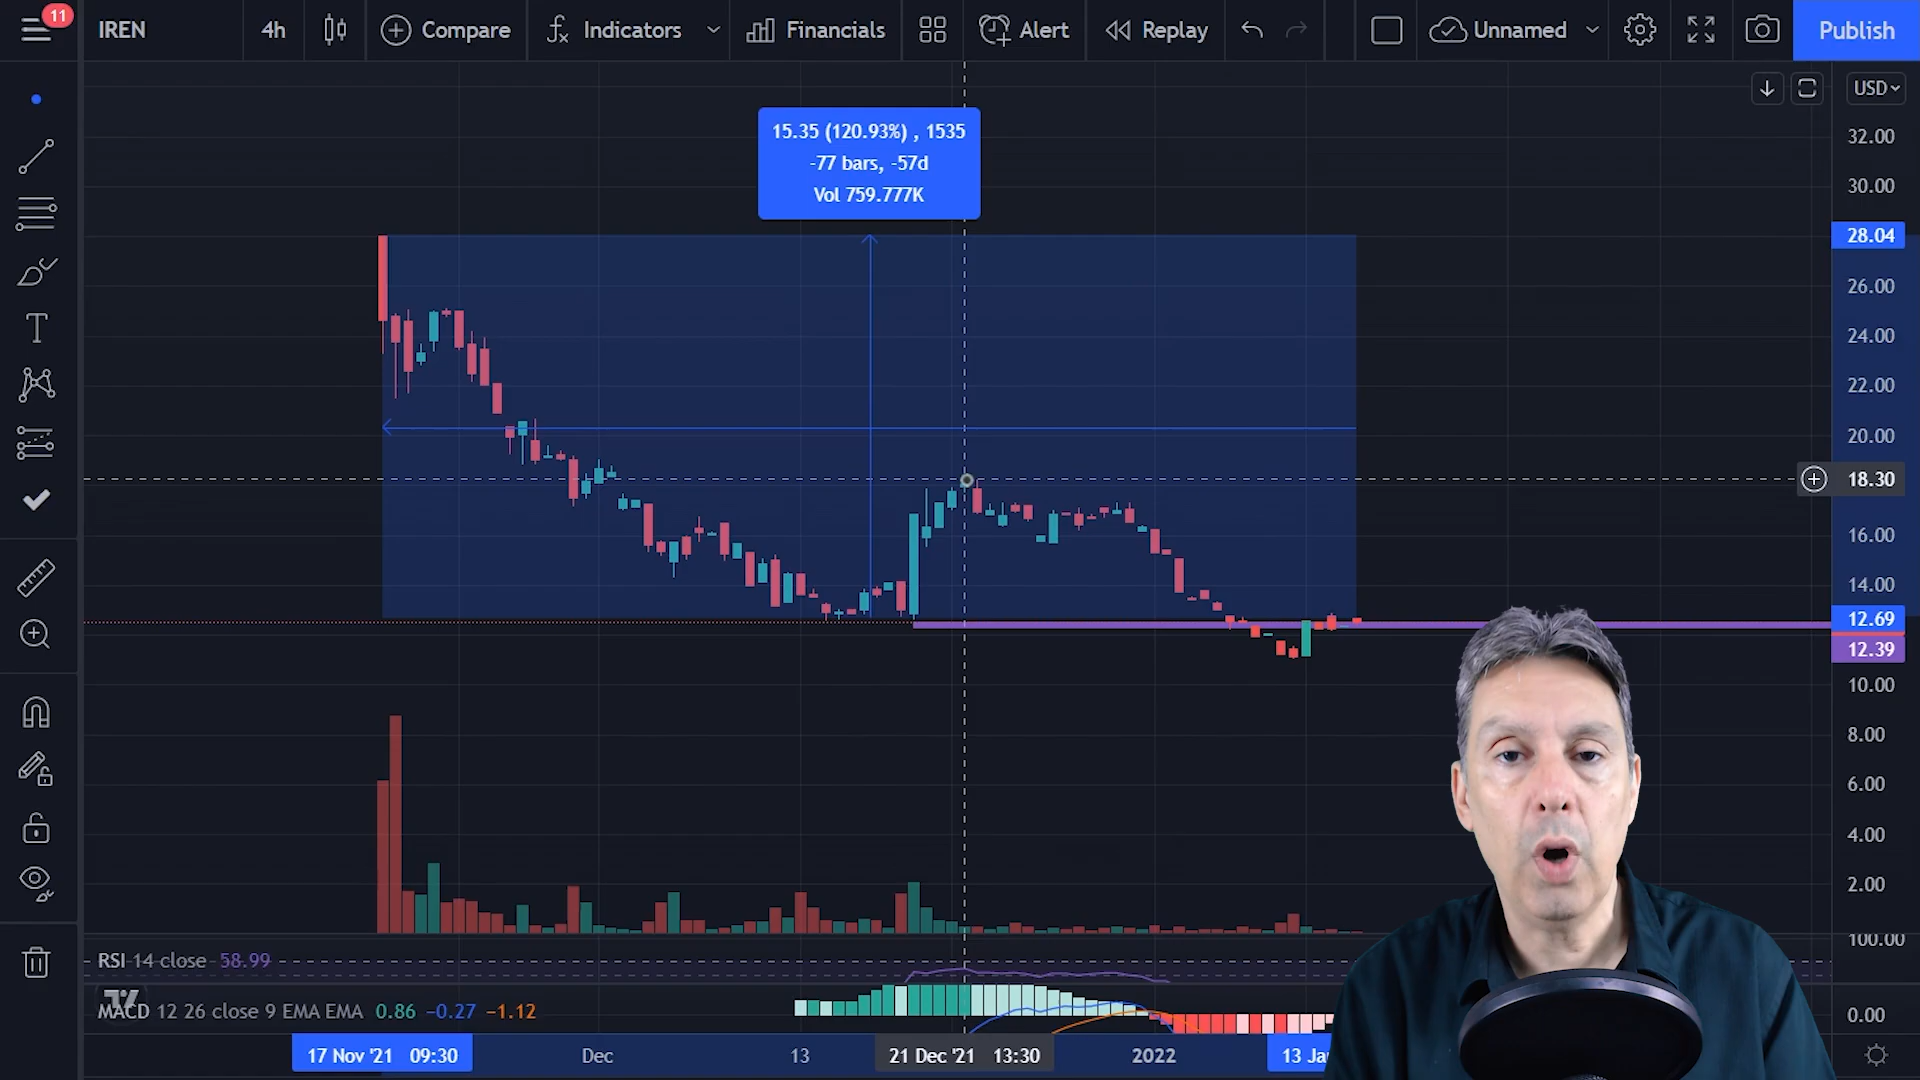 11
IREN
4h
Compare
Indicators
Financials
Alert
Replay
Unnamed
Publish
USD
15.35 (120.93%) , 1535
-77 bars, -57d
Vol 759.777K
32.00
30.00
28.04
26.00
24.00
22.00
20.00
18.30
16.00
14.00
12.69
12.39
10.00
8.00
6.00
4.00
2.00
100.00
RSI 14 close 58.99
MACD 12 26 close 9 EMA EMA 0.86 −0.27 −1.12
0.00
17 Nov '21 09:30
Dec
13
21 Dec '21 13:30
2022
13